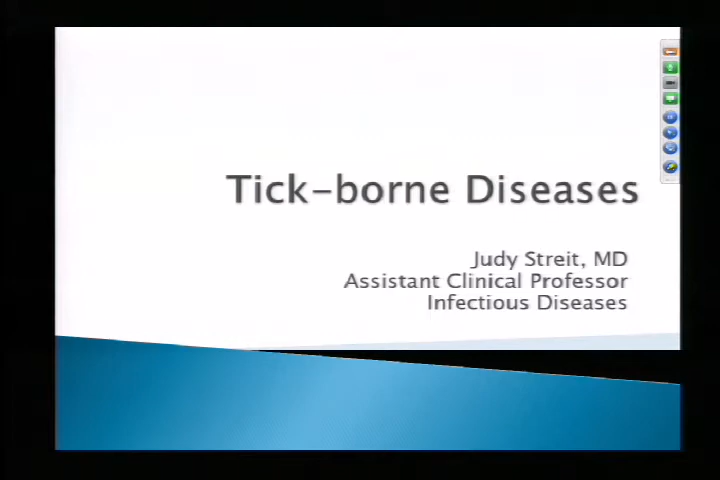 Tick-borne Diseases
Judy Streit, MD
Assistant Clinical Professor
Infectious Diseases